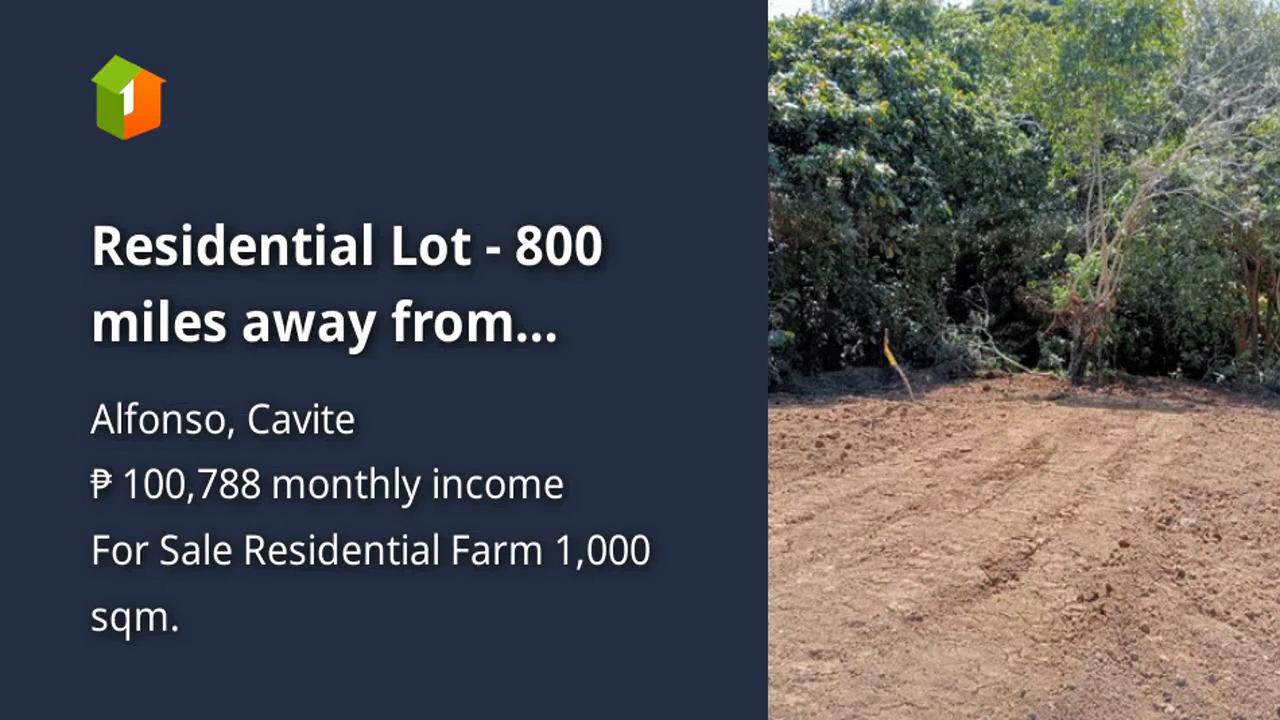 Residential Lot - 800
miles away from...
Alfonso, Cavite
₱ 100,788 monthly income
For Sale Residential Farm 1,000
sqm.